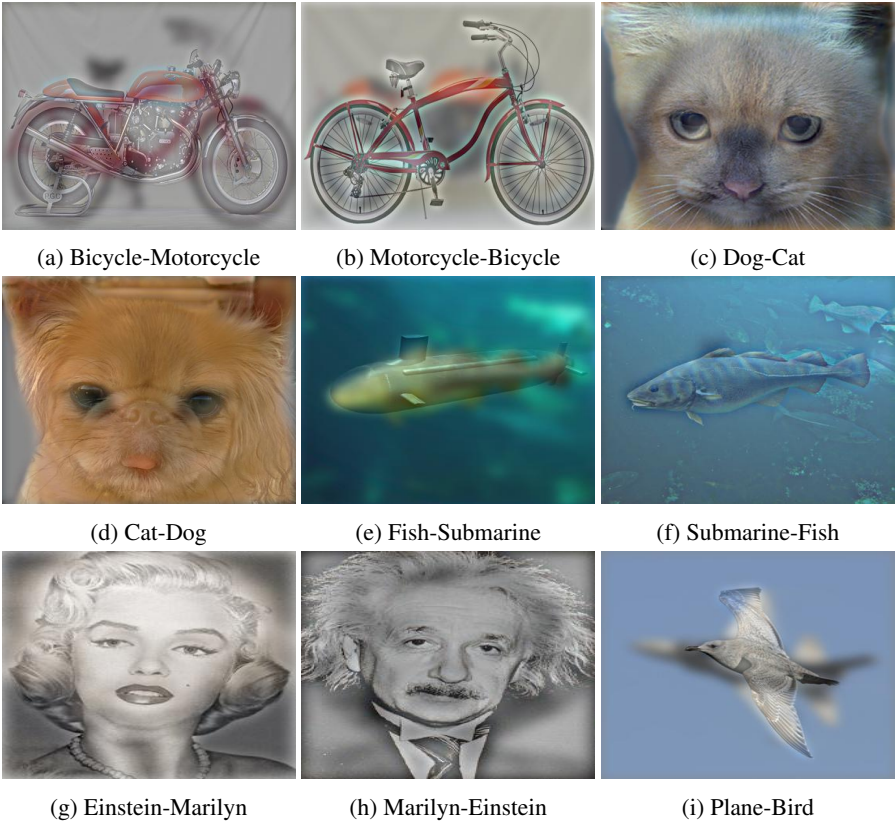 (a) Bicycle-Motorcycle
(b) Motorcycle-Bicycle
(c) Dog-Cat
(d) Cat-Dog
(e) Fish-Submarine
(f) Submarine-Fish
(g) Einstein-Marilyn
(h) Marilyn-Einstein
(i) Plane-Bird